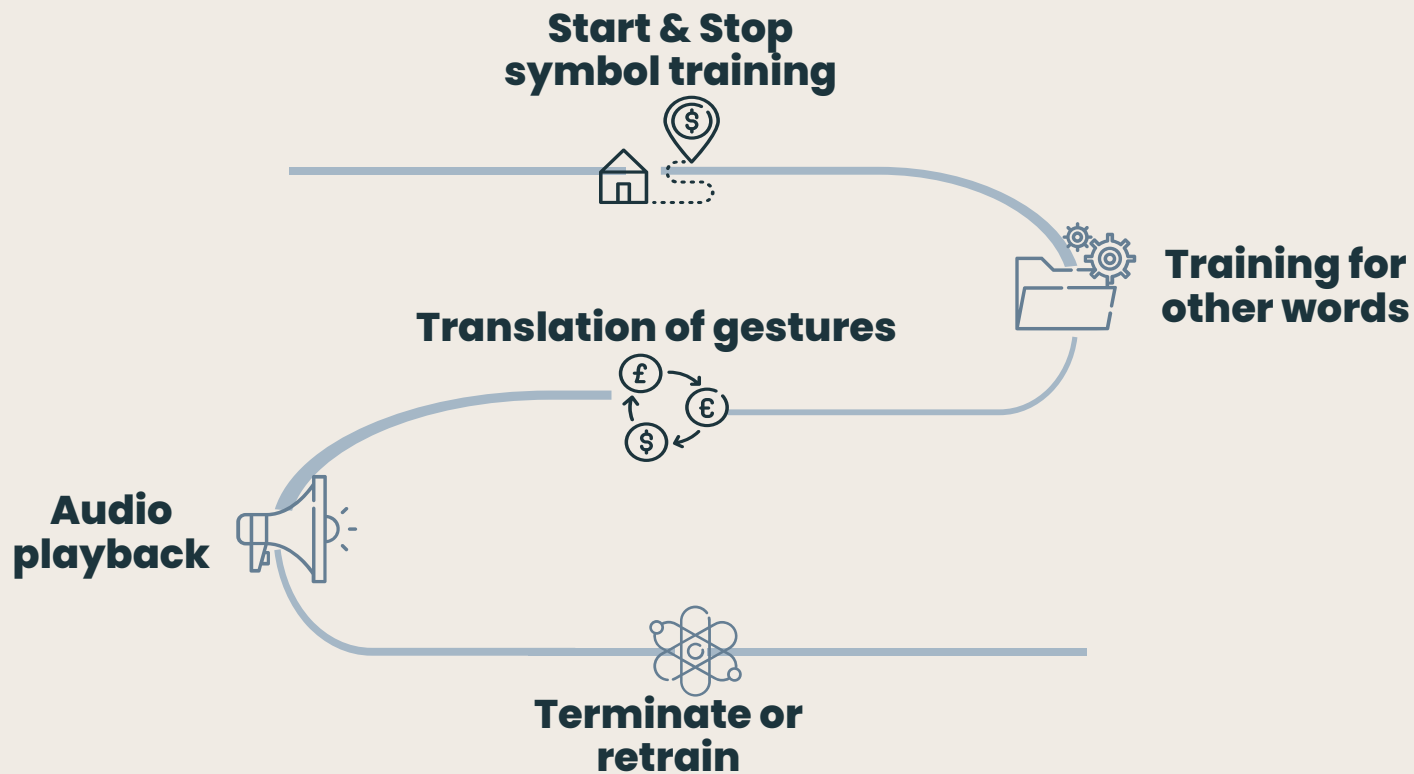 Start & Stop
symbol training
$
Training for
other words
Translation of gestures
£
€
$
Audio
playback
Terminate or
retrain